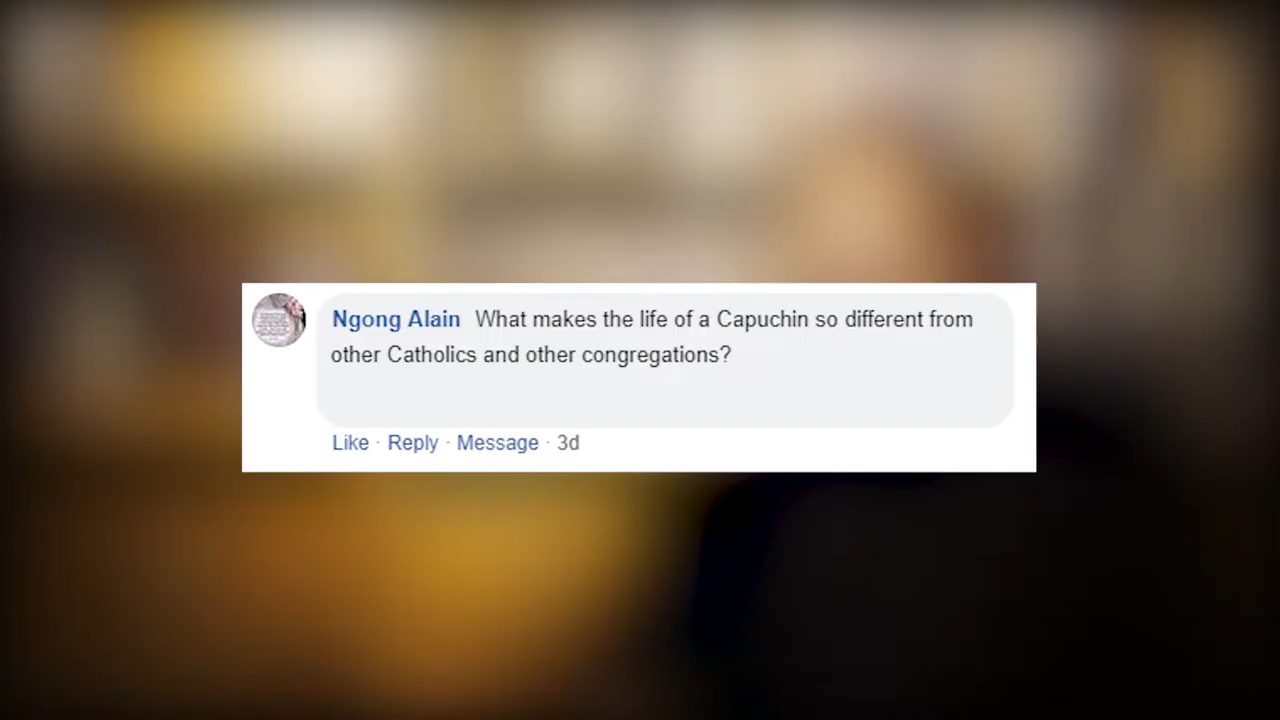 Ngong Alain What makes the life of a Capuchin so different from
other Catholics and other congregations?
Like · Reply · Message · 3d